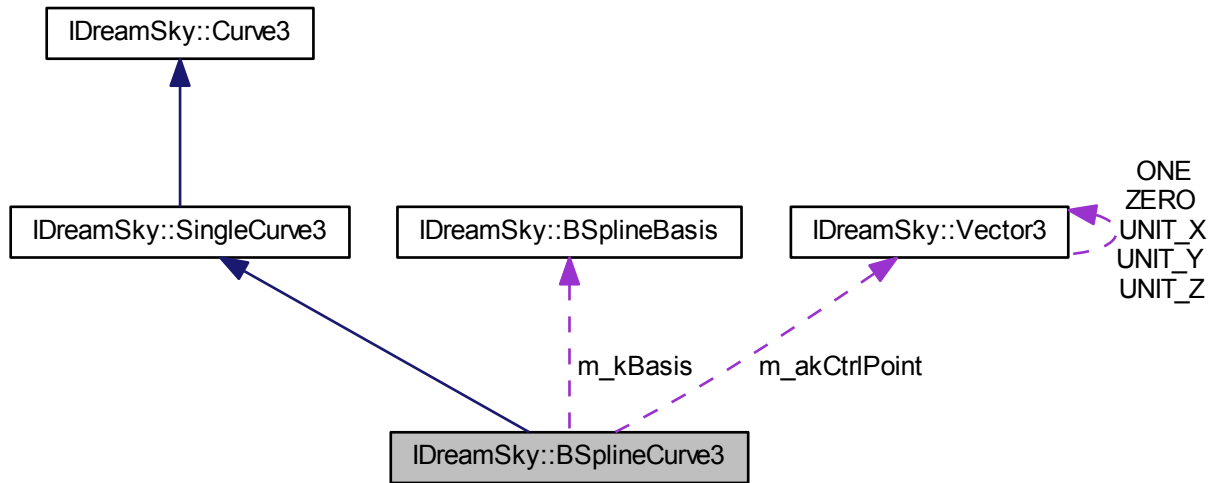 IDreamSky::Curve3
IDreamSky::SingleCurve3
IDreamSky::BSplineBasis
IDreamSky::Vector3
ONE
ZERO
UNIT_X
UNIT_Y
UNIT_Z
m_kBasis
m_akCtrlPoint
IDreamSky::BSplineCurve3